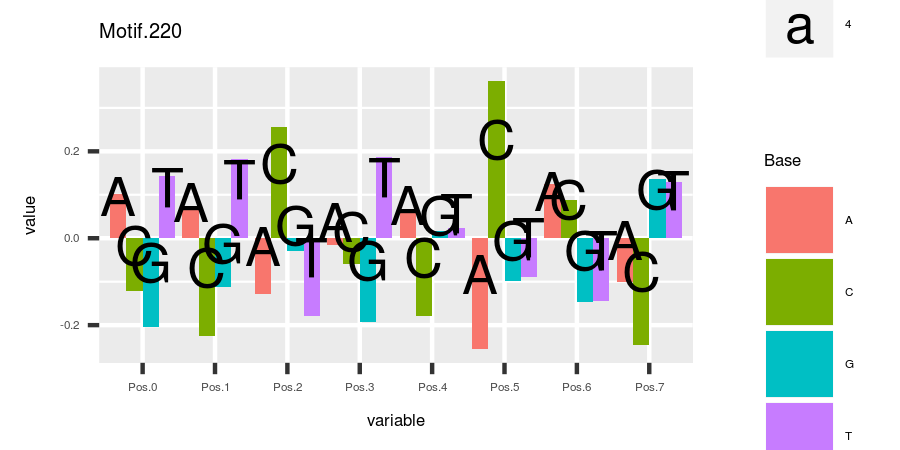 Motif.220
a 4
value
0.2
0.0
-0.2
A C G T A C G T A C G T A C G T A C G T A C G T A C G T A C G T
Pos.0 Pos.1 Pos.2 Pos.3 Pos.4 Pos.5 Pos.6 Pos.7
variable
Base
A
C
G
T